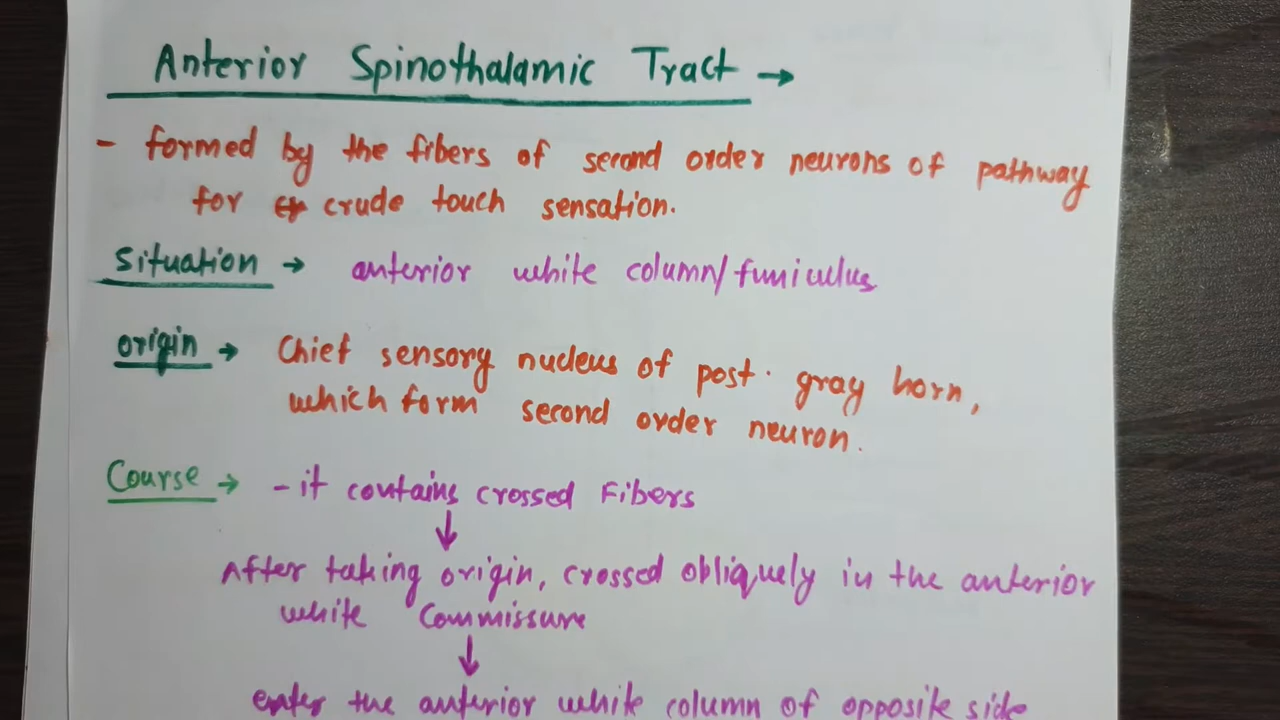 Anterior Spinothalamic Tract →
- formed by the fibers of second order neurons of pathway
for crude touch sensation.
Situation → anterior white column/funiculus
origin → Chief sensory nucleus of post. gray horn,
which form second order neuron.
Course → - it contains crossed Fibers
↓
After taking origin, crossed obliquely in the anterior
white Commissure
↓
enter the anterior white column of opposite side